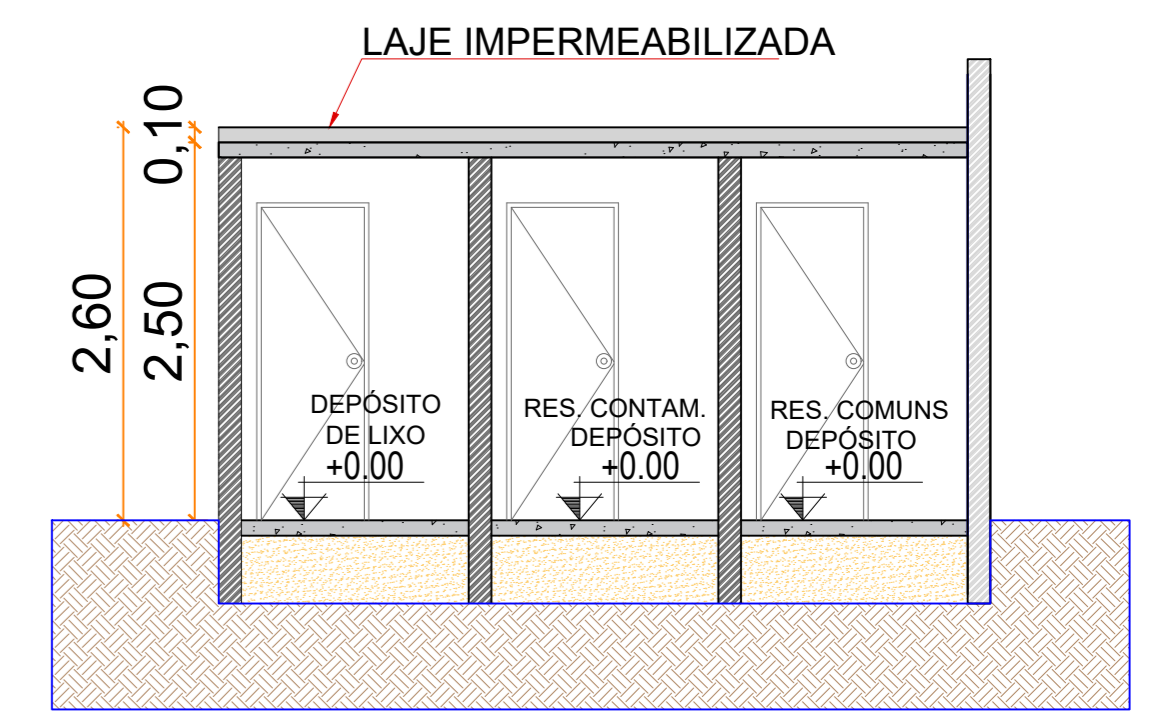 LAJE IMPERMEABILIZADA
0,10
2,60
2,50
DEPÓSITO
DE LIXO
+0.00
RES. CONTAM.
DEPÓSITO
+0.00
RES. COMUNS
DEPÓSITO
+0.00